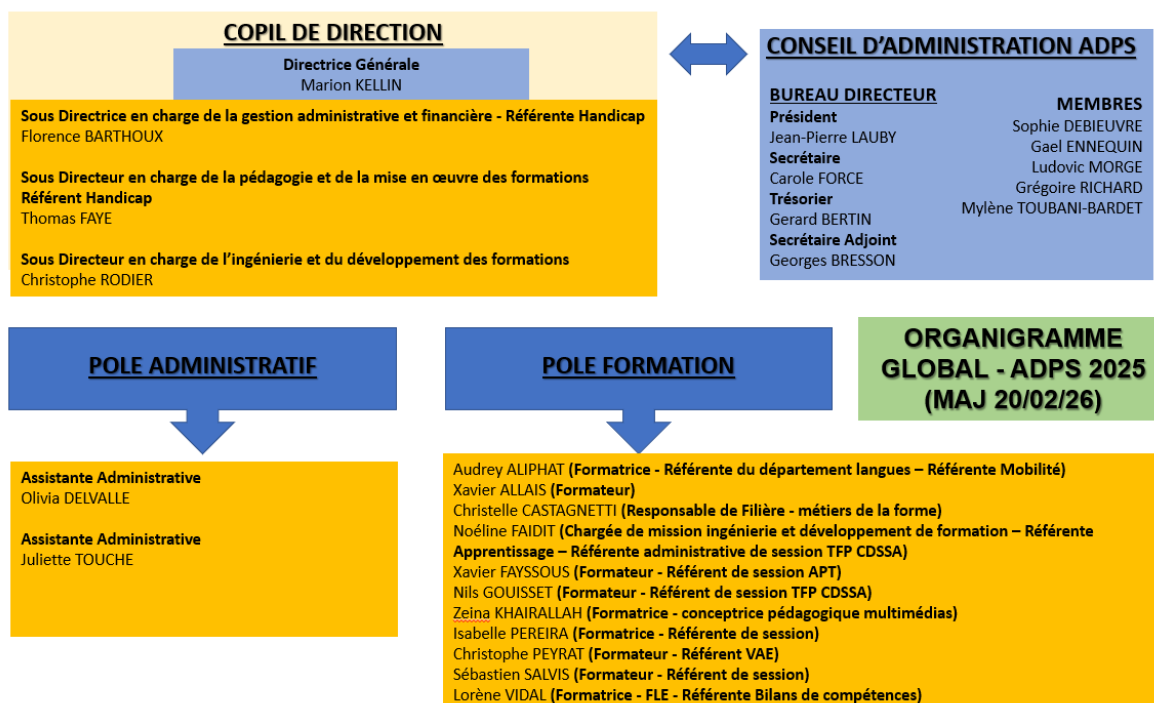 COPIL DE DIRECTION
Directrice Générale
Marion KELLIN
Sous Directrice en charge de la gestion administrative et financière - Référente Handicap
Florence BARTHOUX
Sous Directeur en charge de la pédagogie et de la mise en œuvre des formations
Référent Handicap
Thomas FAYE
Sous Directeur en charge de l’ingénierie et du développement des formations
Christophe RODIER
CONSEIL D’ADMINISTRATION ADPS
BUREAU DIRECTEUR
Président
Jean-Pierre LAUBY
Secrétaire
Carole FORCE
Trésorier
Gerard BERTIN
Secrétaire Adjoint
Georges BRESSON
MEMBRES
Sophie DEBIEUVRE
Gael ENNEQUIN
Ludovic MORGE
Grégoire RICHARD
Mylène TOUBANI-BARDET
POLE ADMINISTRATIF
Assistante Administrative
Olivia DELVALLE
Assistante Administrative
Juliette TOUCHE
POLE FORMATION
Audrey ALIPHAT (Formatrice - Référente du département langues – Référente Mobilité)
Xavier ALLAIS (Formateur)
Christelle CASTAGNETTI (Responsable de Filière - métiers de la forme)
Noéline FAIDIT (Chargée de mission ingénierie et développement de formation – Référente
Apprentissage – Référente administrative de session TFP CDSSA)
Xavier FAYSSOUS (Formateur - Référent de session APT)
Nils GOUISSET (Formateur - Référent de session TFP CDSSA)
Zeina KHAIRALLAH (Formatrice - conceptrice pédagogique multimédias)
Isabelle PEREIRA (Formatrice - Référente de session)
Christophe PEYRAT (Formateur - Référent VAE)
Sébastien SALVIS (Formateur - Référent de session)
Lorène VIDAL (Formatrice - FLE - Référente Bilans de compétences)
ORGANIGRAMME
GLOBAL - ADPS 2025
(MAJ 20/02/26)